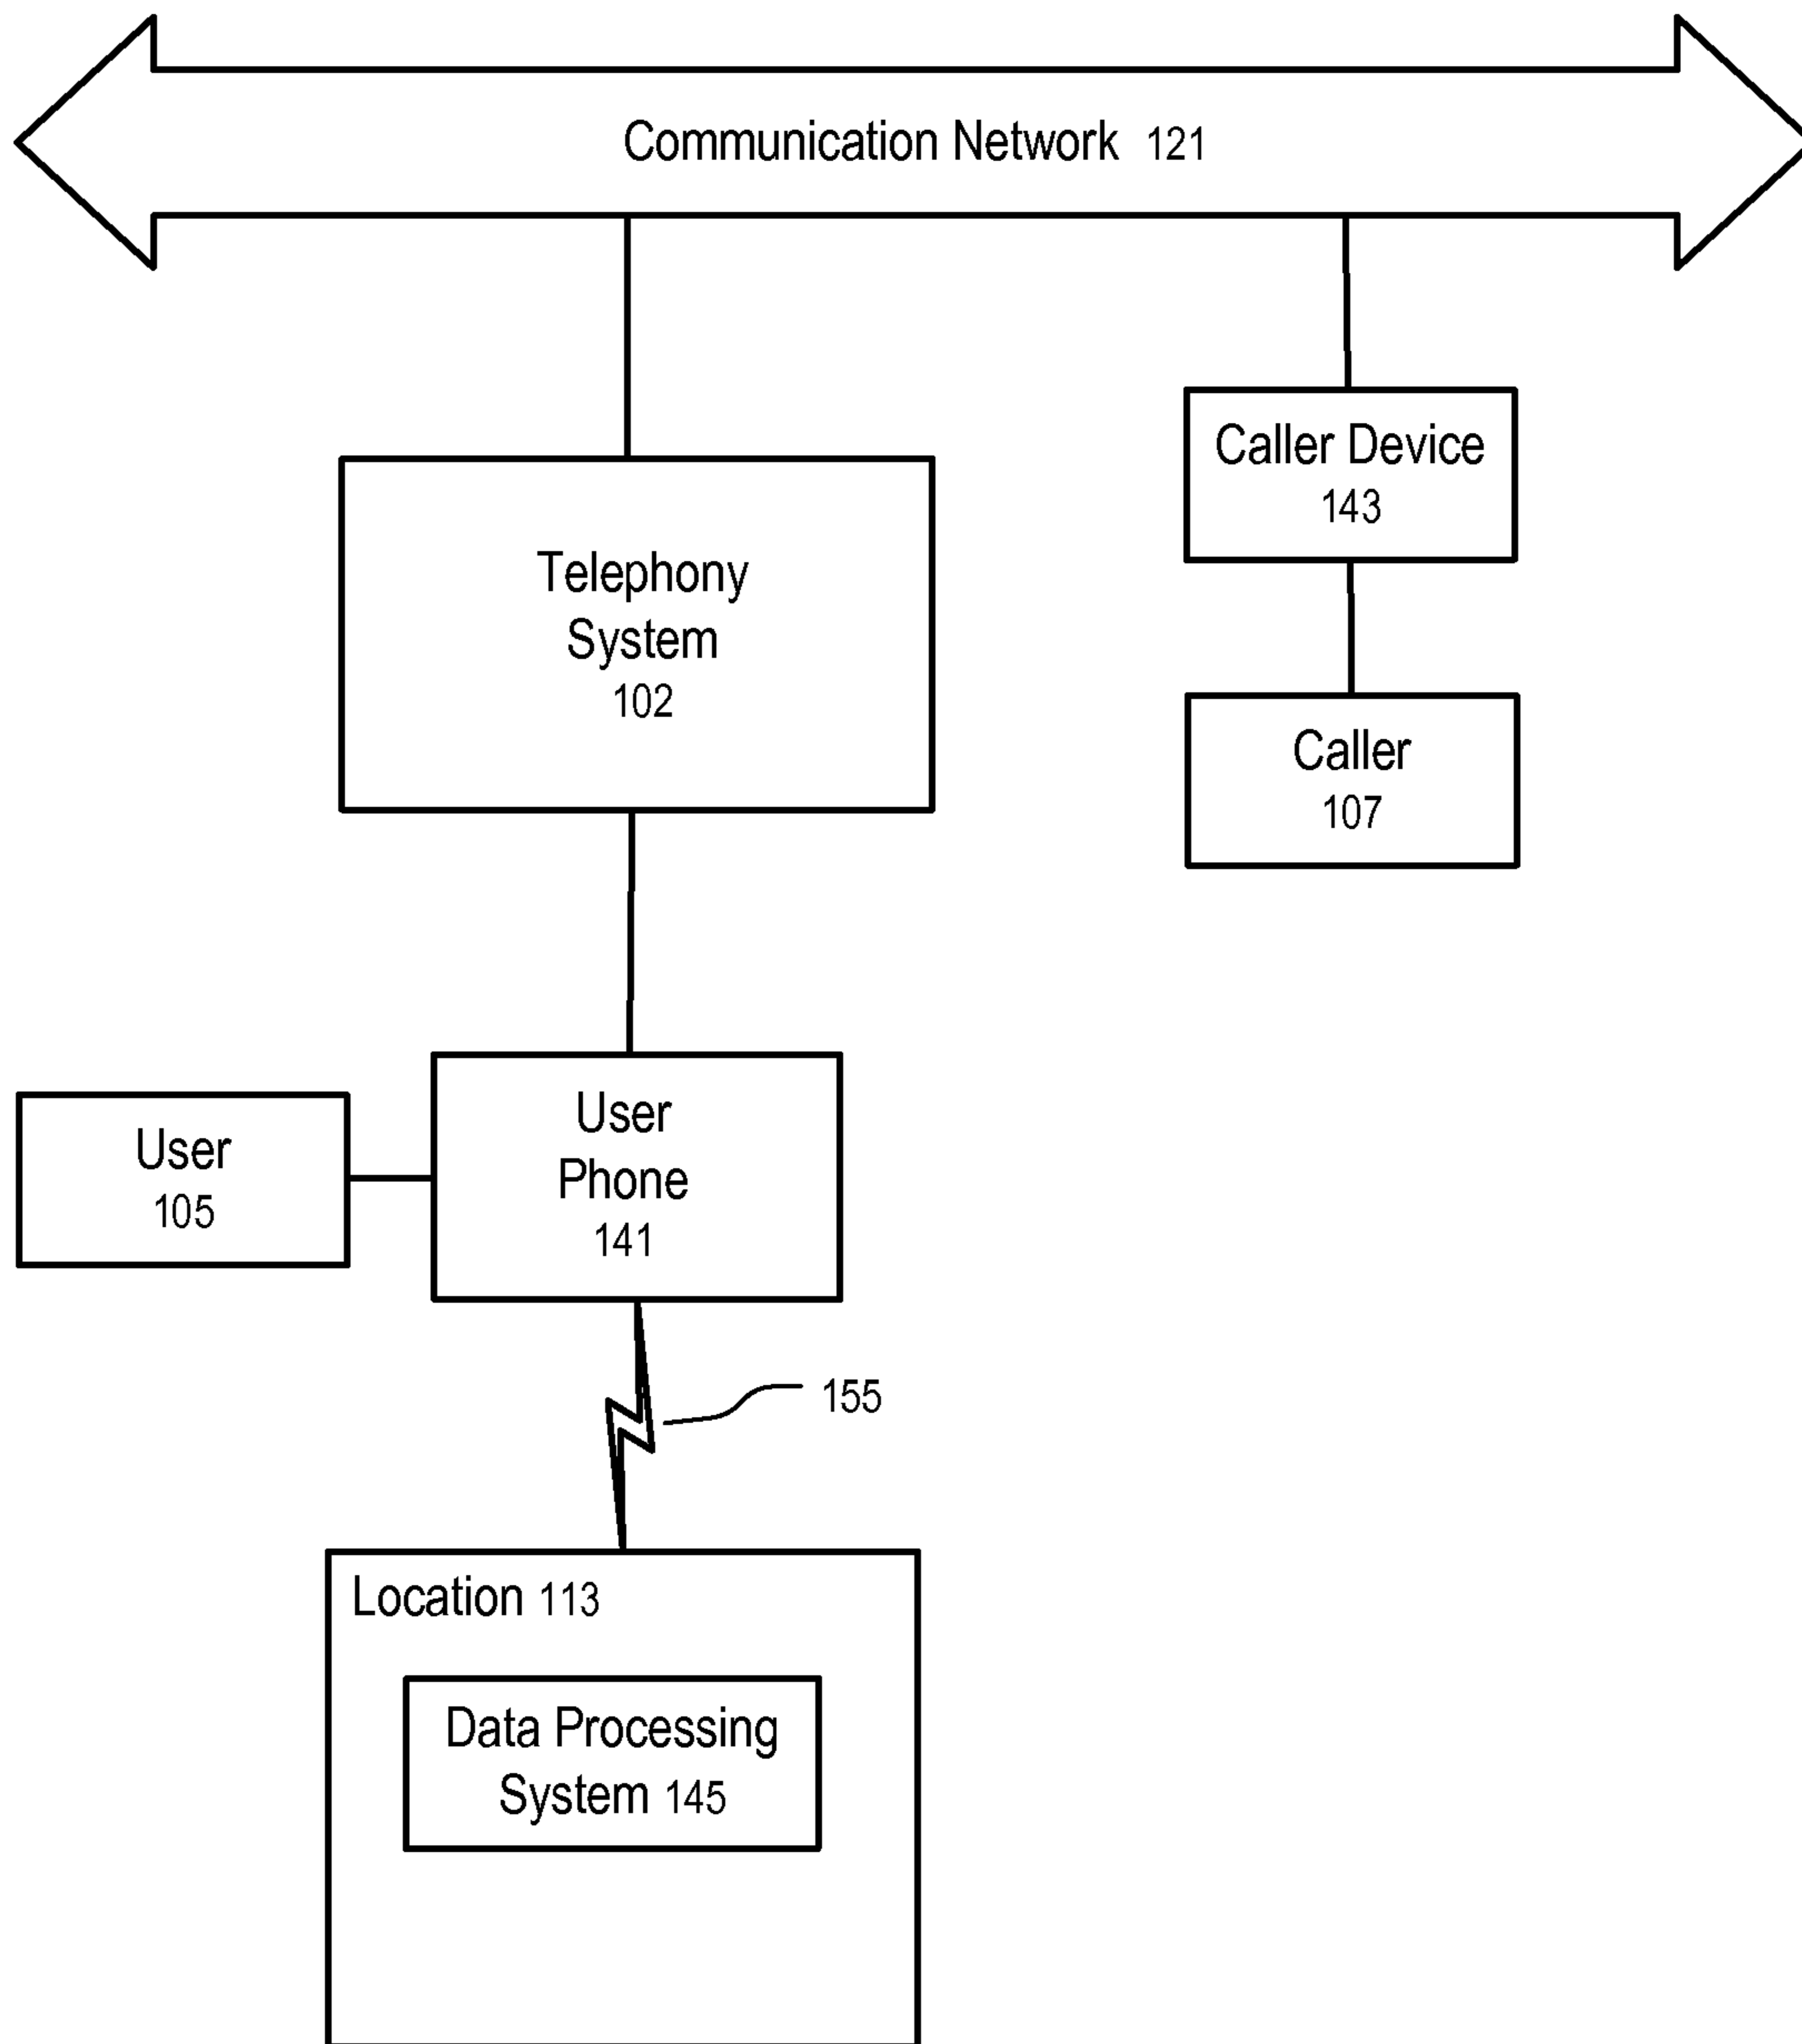 Communication Network 121
Caller Device
143
Telephony
System
102
Caller
107
User
Phone
141
User
105
155
Location 113
Data Processing
System 145